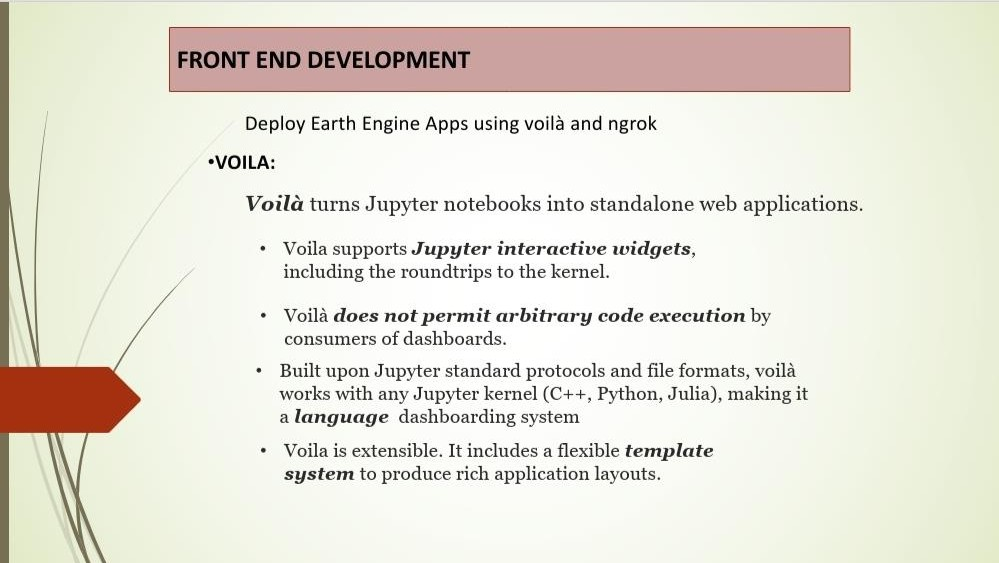 FRONT END DEVELOPMENT
Deploy Earth Engine Apps using voilà and ngrok
•VOILA:
Voilà turns Jupyter notebooks into standalone web applications.
• Voila supports Jupyter interactive widgets,
including the roundtrips to the kernel.
• Voilà does not permit arbitrary code execution by
consumers of dashboards.
• Built upon Jupyter standard protocols and file formats, voilà
works with any Jupyter kernel (C++, Python, Julia), making it
a language dashboarding system
• Voila is extensible. It includes a flexible template
system to produce rich application layouts.